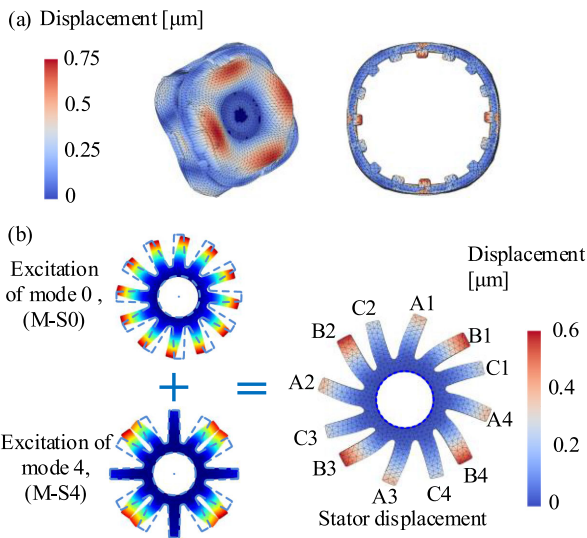 (a) Displacement [μm]
0.75
0.25
0
(b)
Excitation
of mode 0 ,
(M-S0)
+
Excitation of
mode 4,
(M-S4)
=
Displacement
[μm]
A1
C2
B2
B1
A2
C1
C3
A4
B3
B4
A3
C4
Stator displacement
0.6
0.4
0.2
0